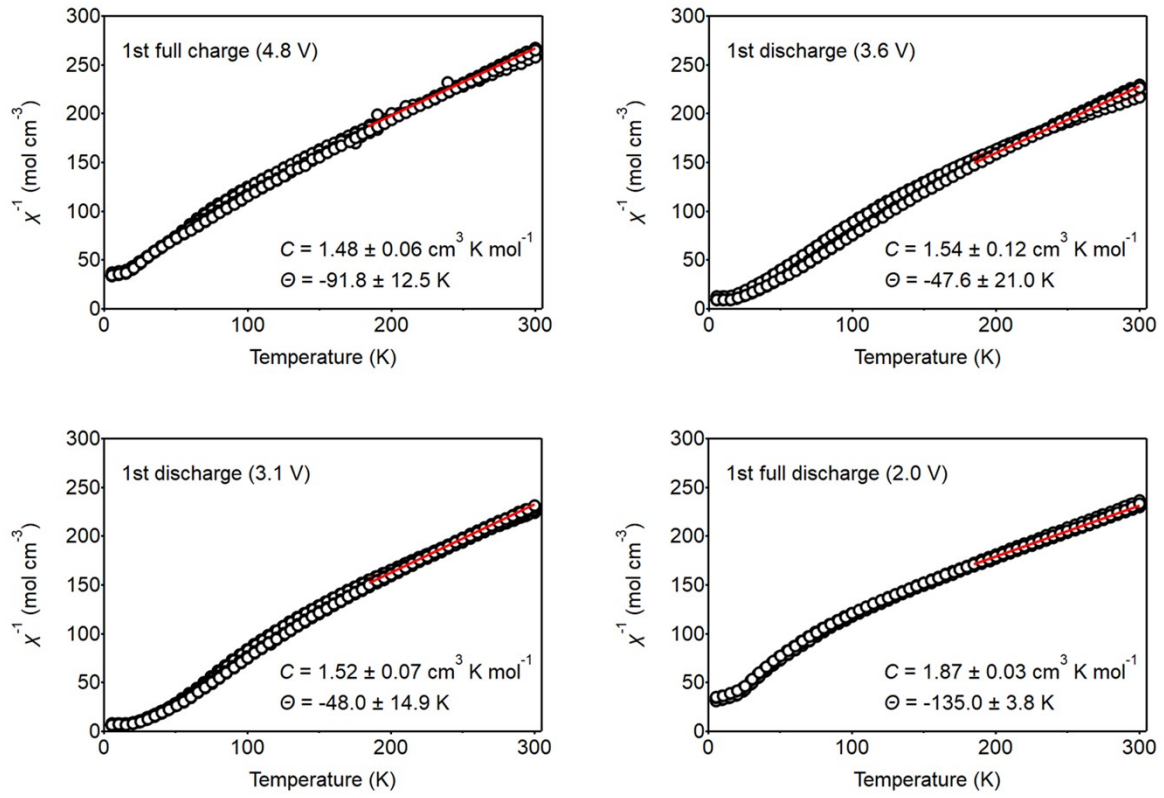 300
250
200
150
100
50
0
χ⁻¹ (mol cm⁻³)
1st full charge (4.8 V)
C = 1.48 ± 0.06 cm³ K mol⁻¹
Θ = -91.8 ± 12.5 K
0
100
200
300
Temperature (K)
300
250
200
150
100
50
0
χ⁻¹ (mol cm⁻³)
1st discharge (3.6 V)
C = 1.54 ± 0.12 cm³ K mol⁻¹
Θ = -47.6 ± 21.0 K
0
100
200
300
Temperature (K)
300
250
200
150
100
50
0
χ⁻¹ (mol cm⁻³)
1st discharge (3.1 V)
C = 1.52 ± 0.07 cm³ K mol⁻¹
Θ = -48.0 ± 14.9 K
0
100
200
300
Temperature (K)
300
250
200
150
100
50
0
χ⁻¹ (mol cm⁻³)
1st full discharge (2.0 V)
C = 1.87 ± 0.03 cm³ K mol⁻¹
Θ = -135.0 ± 3.8 K
0
100
200
300
Temperature (K)